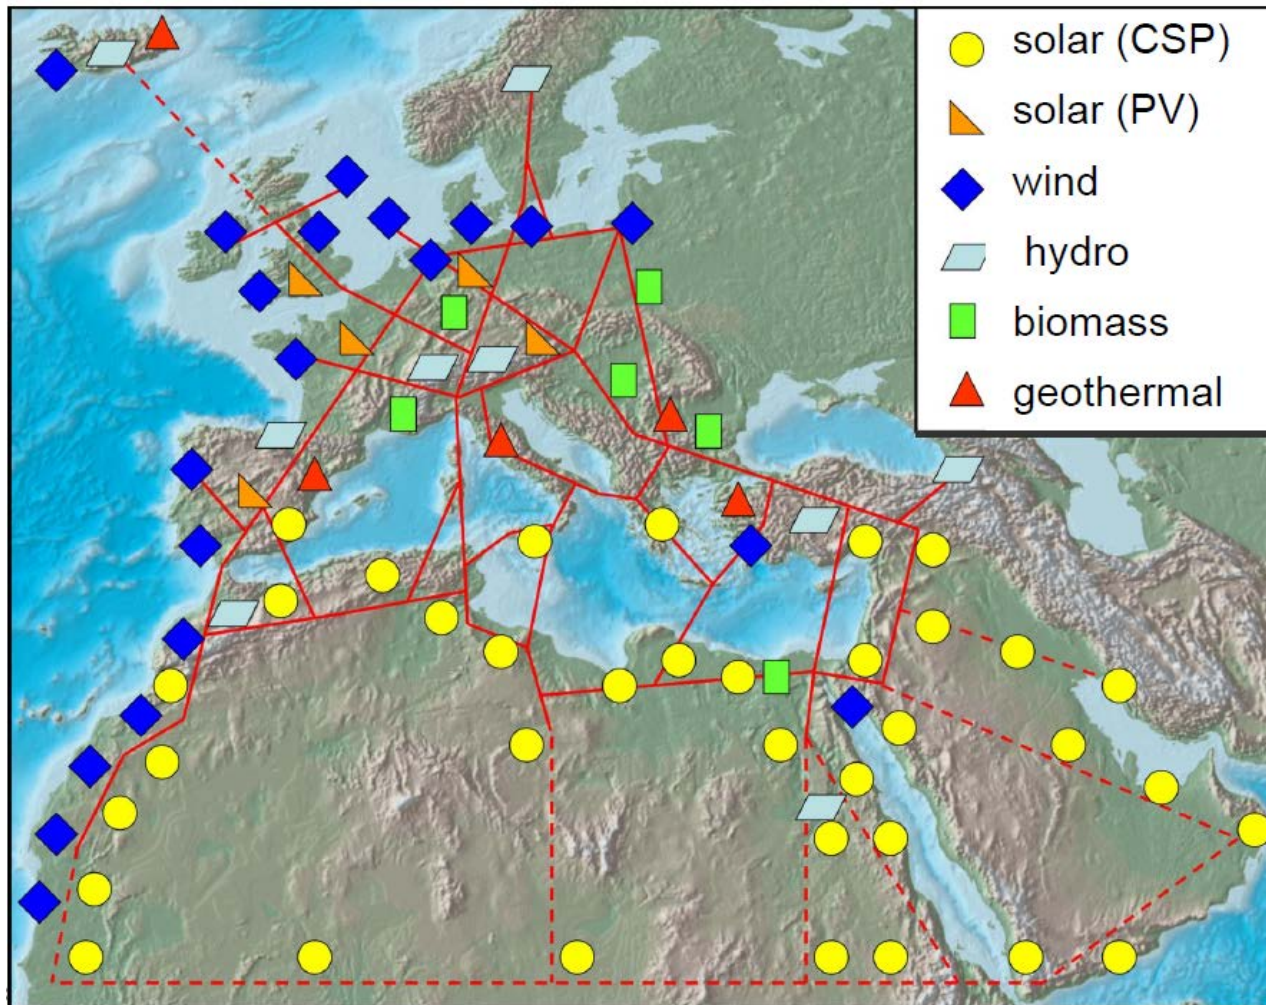 solar (CSP)
solar (PV)
wind
hydro
biomass
geothermal